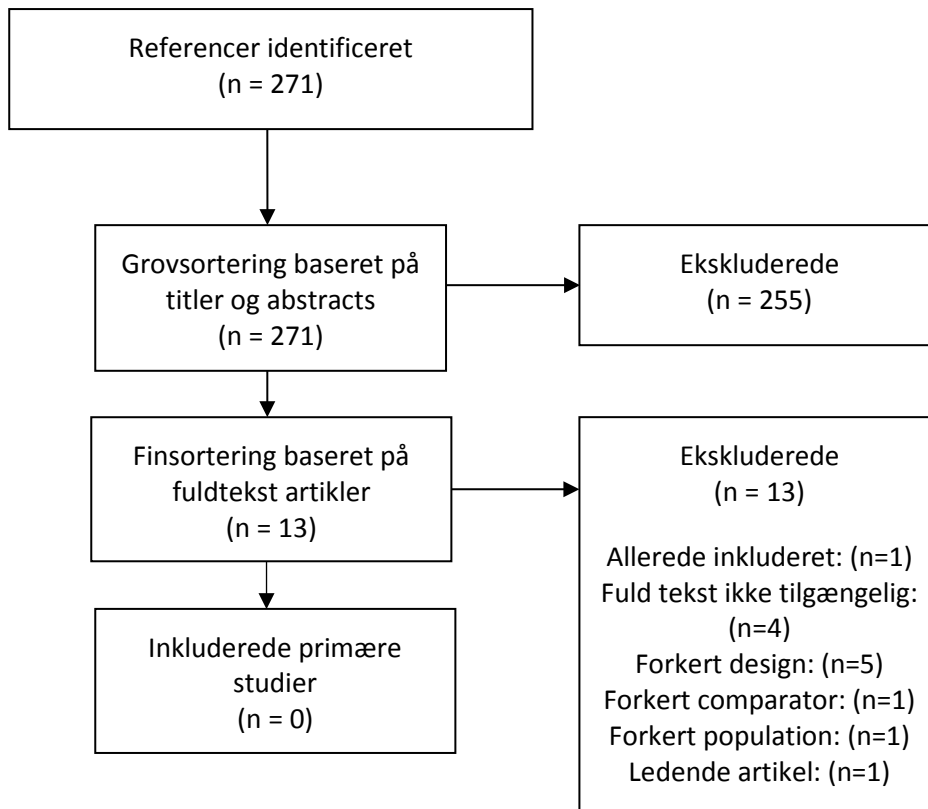 Referencer identificeret
(n = 271)
Grovsortering baseret på
titler og abstracts
(n = 271)
Ekskluderede
(n = 255)
Finsortering baseret på
fuldtekst artikler
(n = 13)
Ekskluderede
(n = 13)
Allerede inkluderet: (n=1)
Fuld tekst ikke tilgængelig:
(n=4)
Forkert design: (n=5)
Forkert comparator: (n=1)
Forkert population: (n=1)
Ledende artikel: (n=1)
Inkluderede primære
studier
(n = 0)